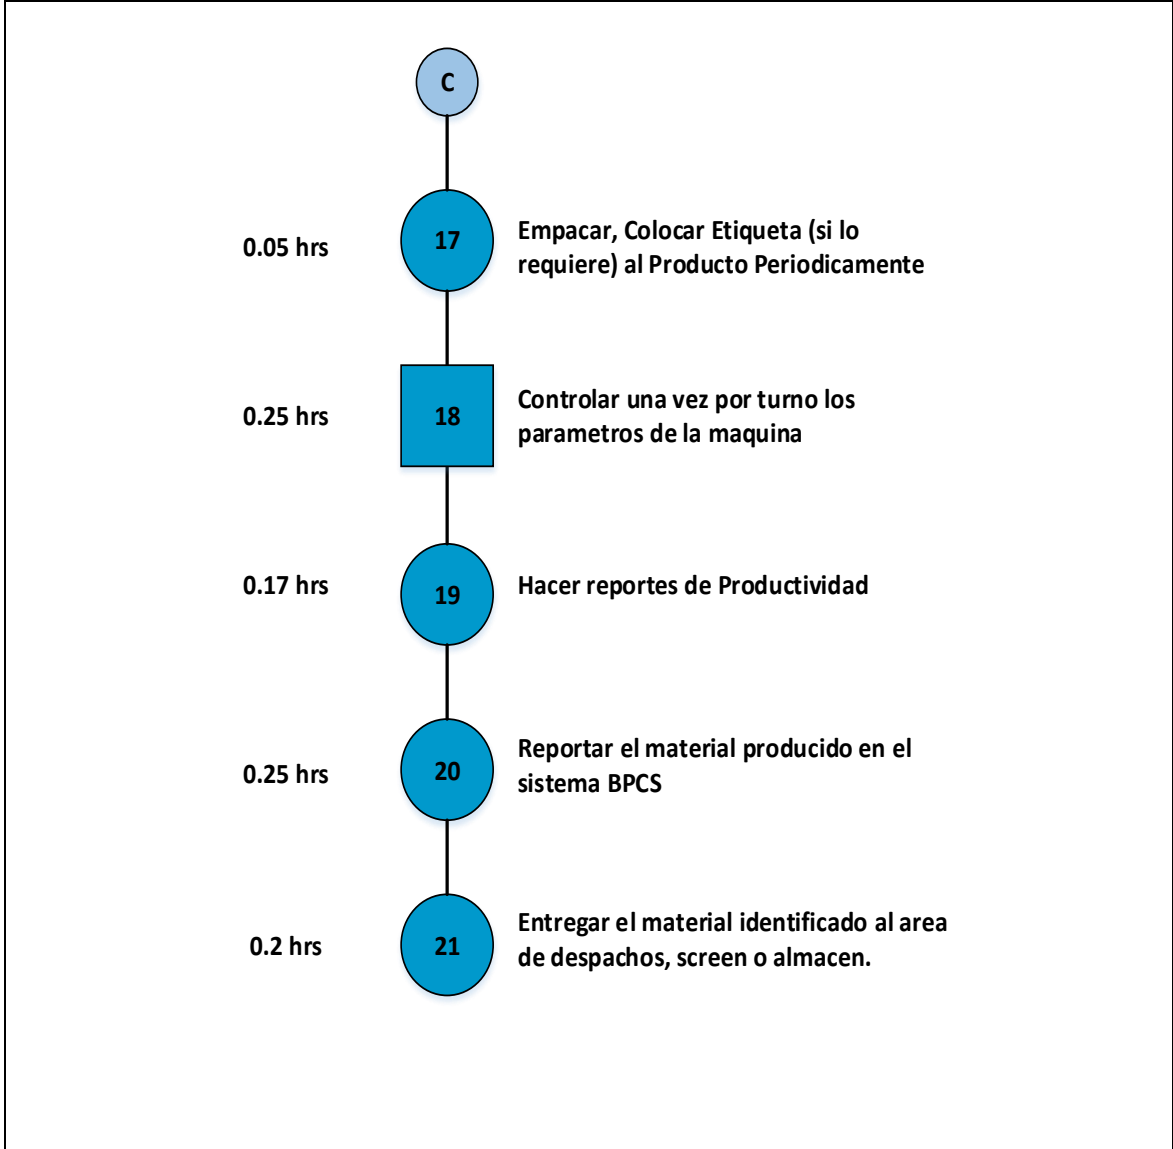 C
0.05 hrs
17
Empacar, Colocar Etiqueta (si lo
requiere) al Producto Periodicamente
0.25 hrs
18
Controlar una vez por turno los
parametros de la maquina
0.17 hrs
19
Hacer reportes de Productividad
0.25 hrs
20
Reportar el material producido en el
sistema BPCS
0.2 hrs
21
Entregar el material identificado al area
de despachos, screen o almacen.